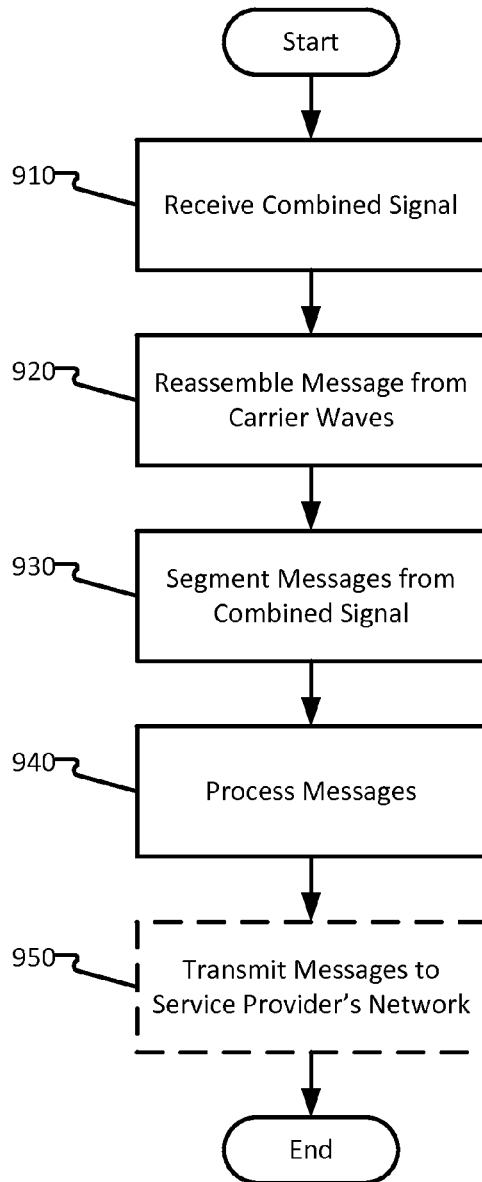 Start
910
Receive Combined Signal
920
Reassemble Message from
Carrier Waves
930
Segment Messages from
Combined Signal
940
Process Messages
950
Transmit Messages to
Service Provider's Network
End